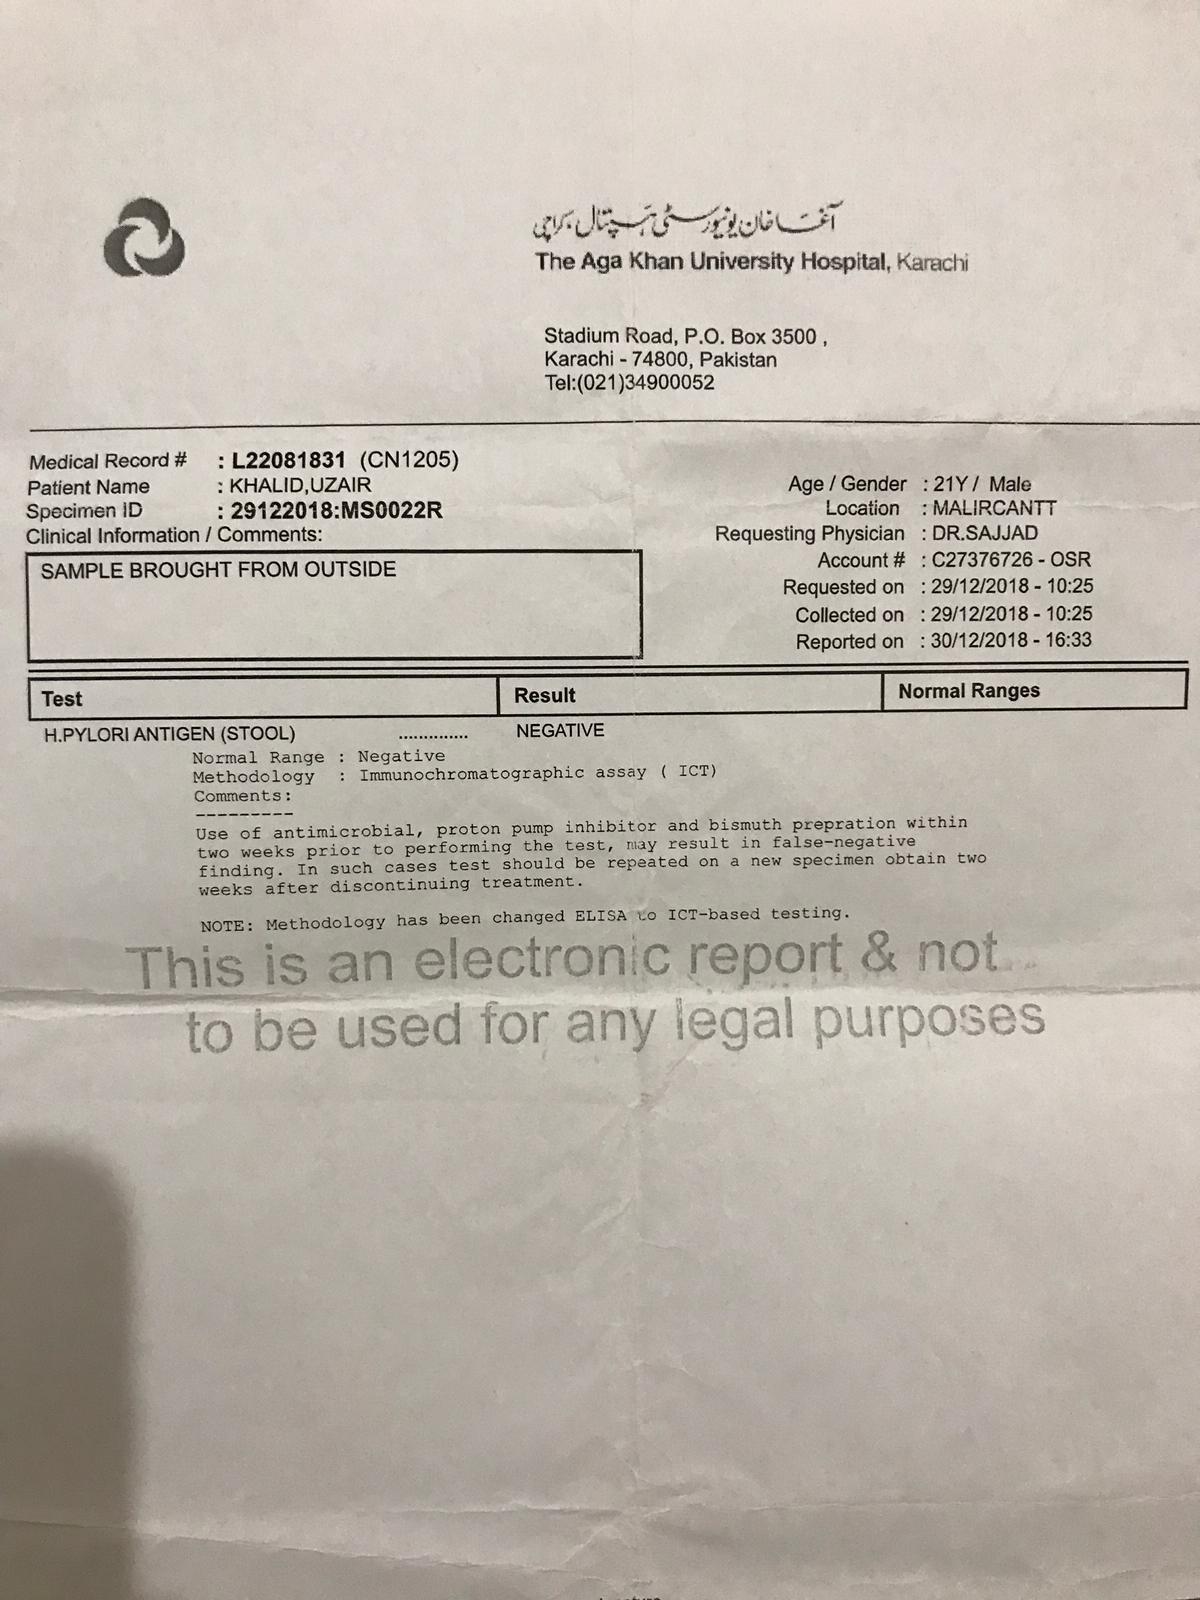 آغا خان یونیورسٹی ہسپتال، کراچی
The Aga Khan University Hospital, Karachi
Stadium Road, P.O. Box 3500 ,
Karachi - 74800, Pakistan
Tel:(021)34900052
Medical Record # : L22081831 (CN1205)
Patient Name : KHALID,UZAIR
Specimen ID : 29122018:MS0022R
Clinical Information / Comments:
SAMPLE BROUGHT FROM OUTSIDE
Age / Gender : 21Y / Male
Location : MALIRCANTT
Requesting Physician : DR.SAJJAD
Account # : C27376726 - OSR
Requested on : 29/12/2018 - 10:25
Collected on : 29/12/2018 - 10:25
Reported on : 30/12/2018 - 16:33
Test Result Normal Ranges
H.PYLORI ANTIGEN (STOOL) .............. NEGATIVE
Normal Range : Negative
Methodology : Immunochromatographic assay ( ICT)
Comments:
---------
Use of antimicrobial, proton pump inhibitor and bismuth prepration within
two weeks prior to performing the test, may result in false-negative
finding. In such cases test should be repeated on a new specimen obtain two
weeks after discontinuing treatment.
NOTE: Methodology has been changed ELISA to ICT-based testing.
This is an electronic report & not
to be used for any legal purposes